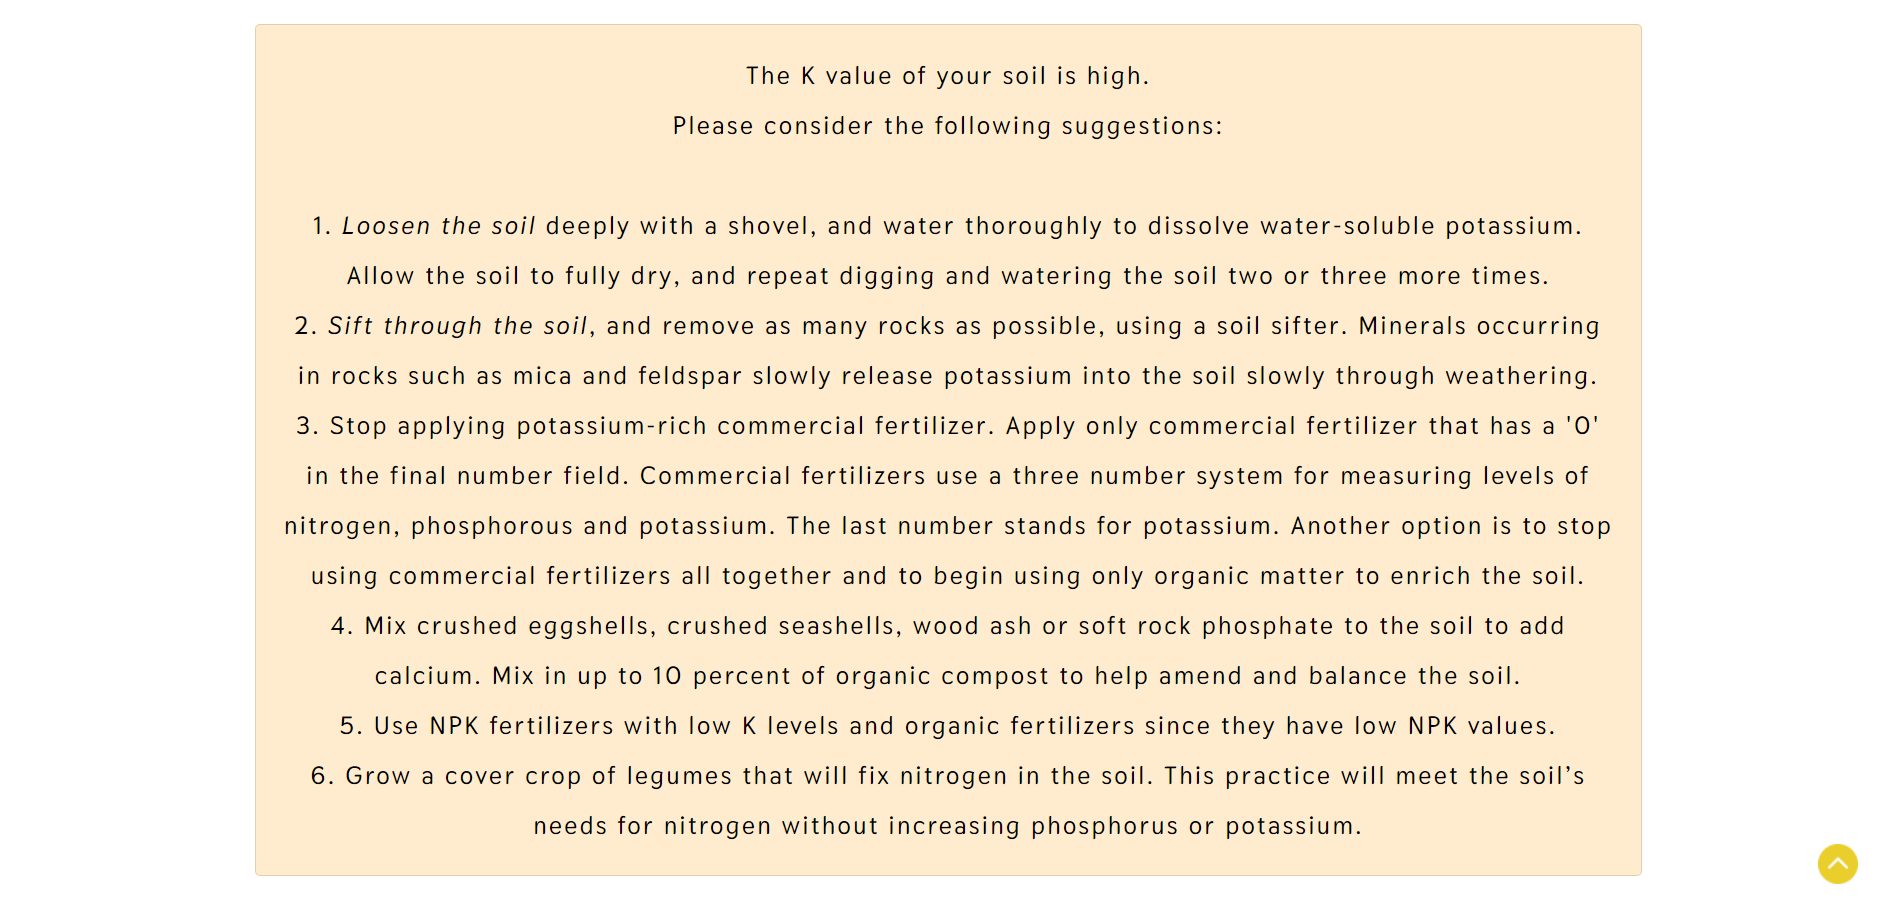 The K value of your soil is high.
Please consider the following suggestions:
1. Loosen the soil deeply with a shovel, and water thoroughly to dissolve water-soluble potassium.
Allow the soil to fully dry, and repeat digging and watering the soil two or three more times.
2. Sift through the soil, and remove as many rocks as possible, using a soil sifter. Minerals occurring
in rocks such as mica and feldspar slowly release potassium into the soil slowly through weathering.
3. Stop applying potassium-rich commercial fertilizer. Apply only commercial fertilizer that has a '0'
in the final number field. Commercial fertilizers use a three number system for measuring levels of
nitrogen, phosphorous and potassium. The last number stands for potassium. Another option is to stop
using commercial fertilizers all together and to begin using only organic matter to enrich the soil.
4. Mix crushed eggshells, crushed seashells, wood ash or soft rock phosphate to the soil to add
calcium. Mix in up to 10 percent of organic compost to help amend and balance the soil.
5. Use NPK fertilizers with low K levels and organic fertilizers since they have low NPK values.
6. Grow a cover crop of legumes that will fix nitrogen in the soil. This practice will meet the soil’s
needs for nitrogen without increasing phosphorus or potassium.